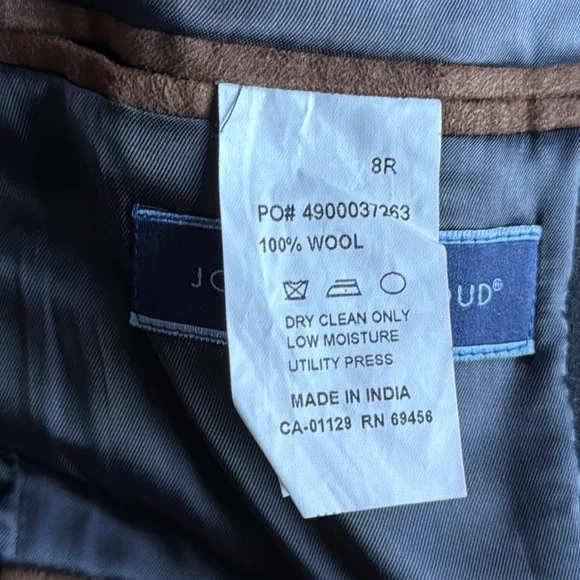 8R
PO# 4900037263
100% WOOL
UD®
DRY CLEAN ONLY
LOW MOISTURE
UTILITY PRESS
MADE IN INDIA
CA-01129 RN 69456